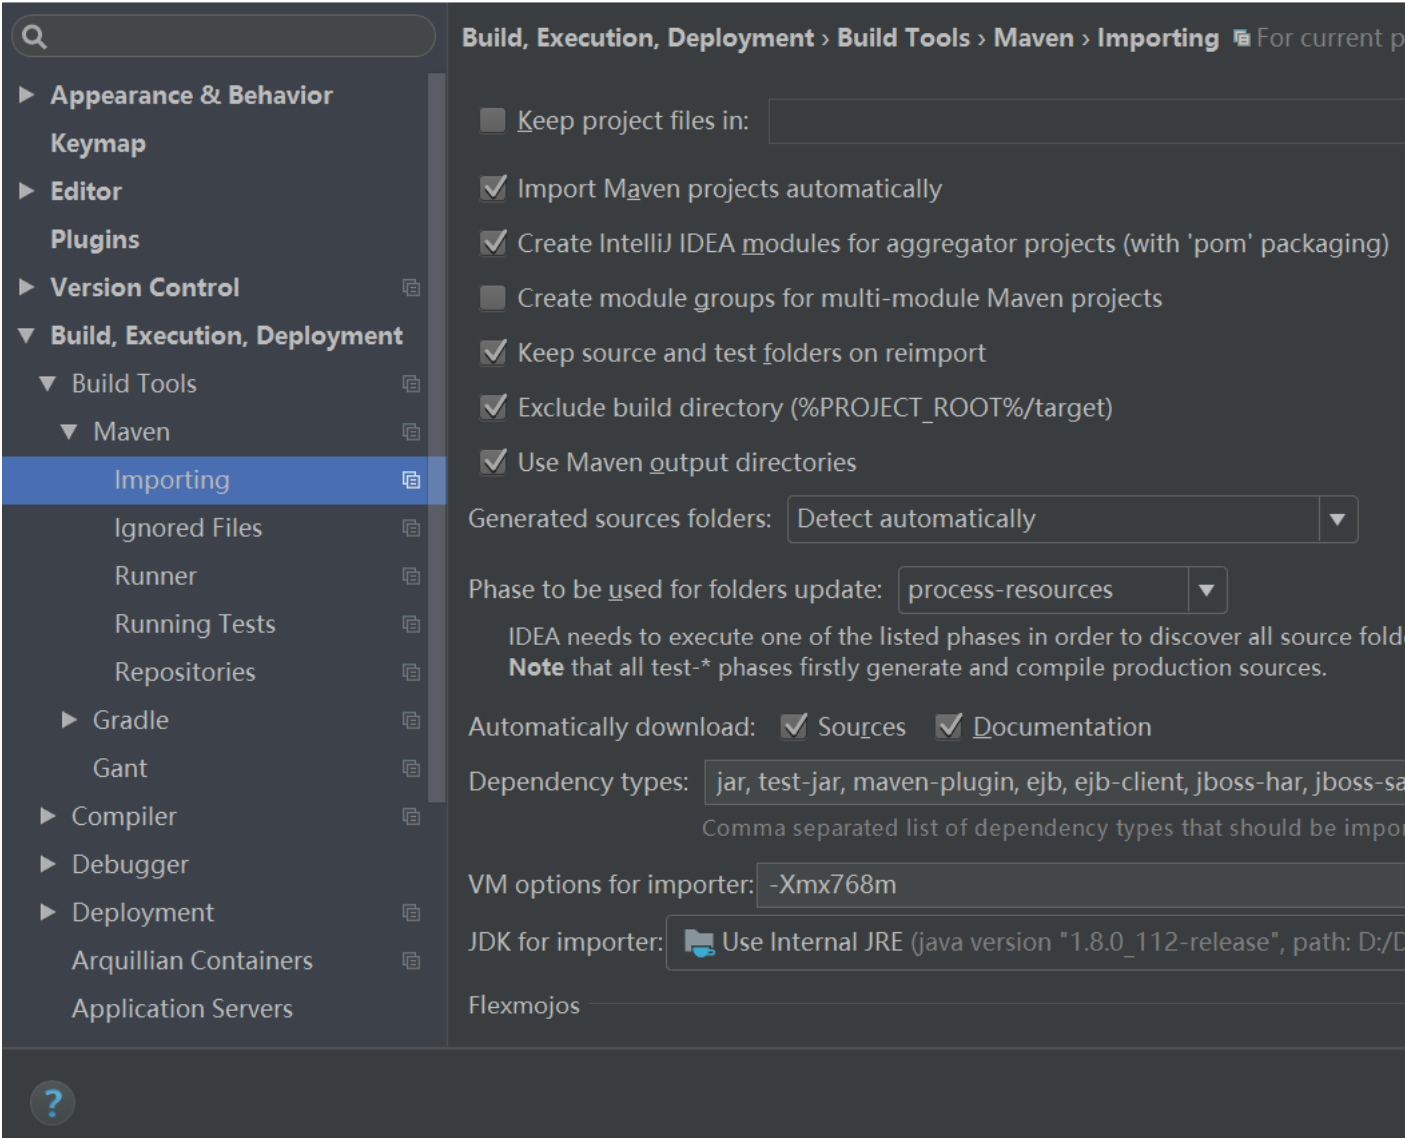 Appearance & Behavior
Keymap
Editor
Plugins
Version Control
Build, Execution, Deployment
Build Tools
Maven
Importing
Ignored Files
Runner
Running Tests
Repositories
Gradle
Gant
Compiler
Debugger
Deployment
Arquillian Containers
Application Servers
?
Build, Execution, Deployment › Build Tools › Maven › Importing For current p
Keep project files in:
Import Maven projects automatically
Create IntelliJ IDEA modules for aggregator projects (with 'pom' packaging)
Create module groups for multi-module Maven projects
Keep source and test folders on reimport
Exclude build directory (%PROJECT_ROOT%/target)
Use Maven output directories
Generated sources folders: Detect automatically
Phase to be used for folders update: process-resources
IDEA needs to execute one of the listed phases in order to discover all source folde
Note that all test-* phases firstly generate and compile production sources.
Automatically download: Sources Documentation
Dependency types: jar, test-jar, maven-plugin, ejb, ejb-client, jboss-har, jboss-sa
Comma separated list of dependency types that should be impor
VM options for importer: -Xmx768m
JDK for importer: Use Internal JRE (java version "1.8.0_112-release", path: D:/D
Flexmojos